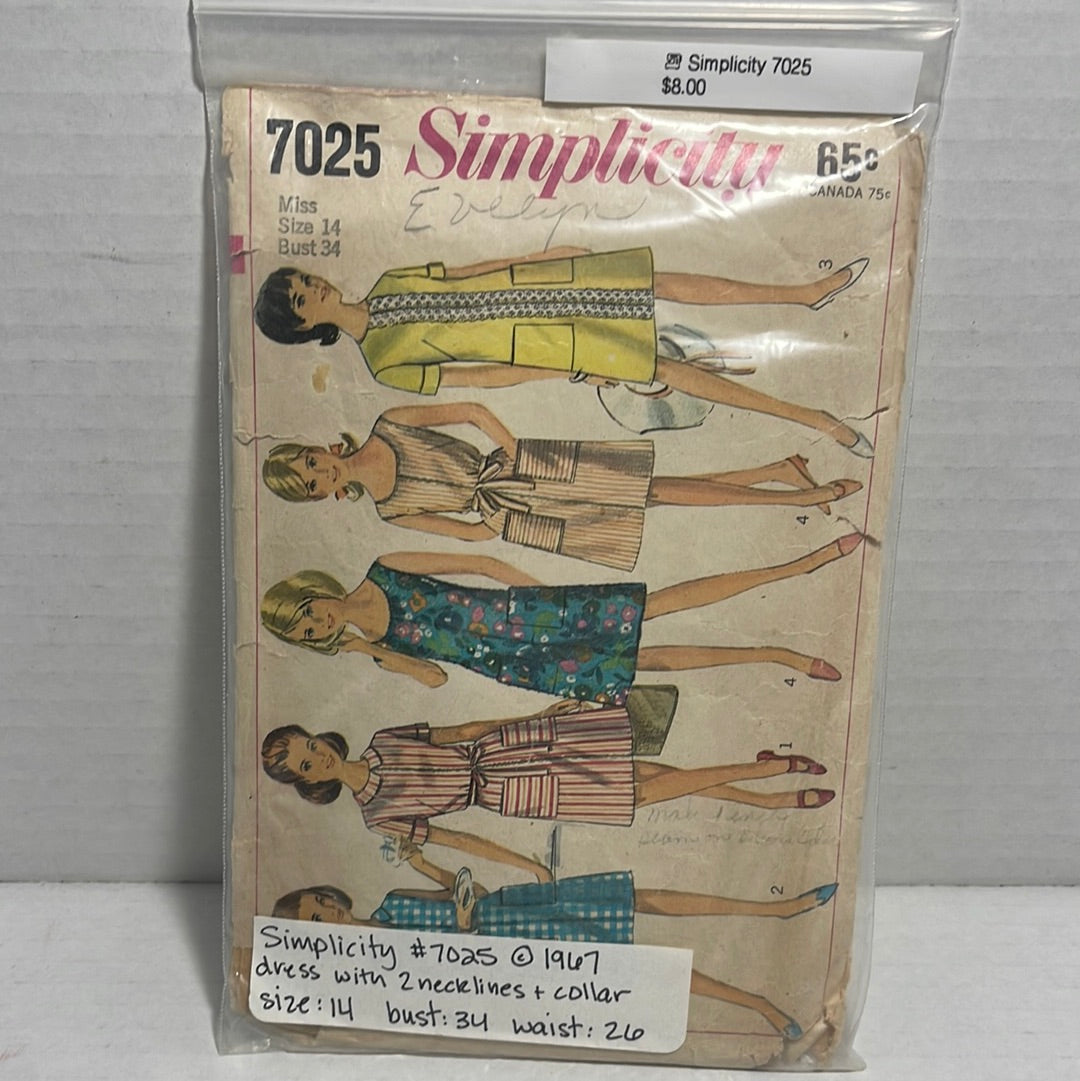 Simplicity 7025
$8.00
7025 Simplicity 65¢
CANADA 75¢
Miss
Size 14
Bust 34
Evelyn
3
4
4
1
2
Simplicity #7025 © 1967
dress with 2 necklines + collar
size: 14 bust: 34 waist: 26